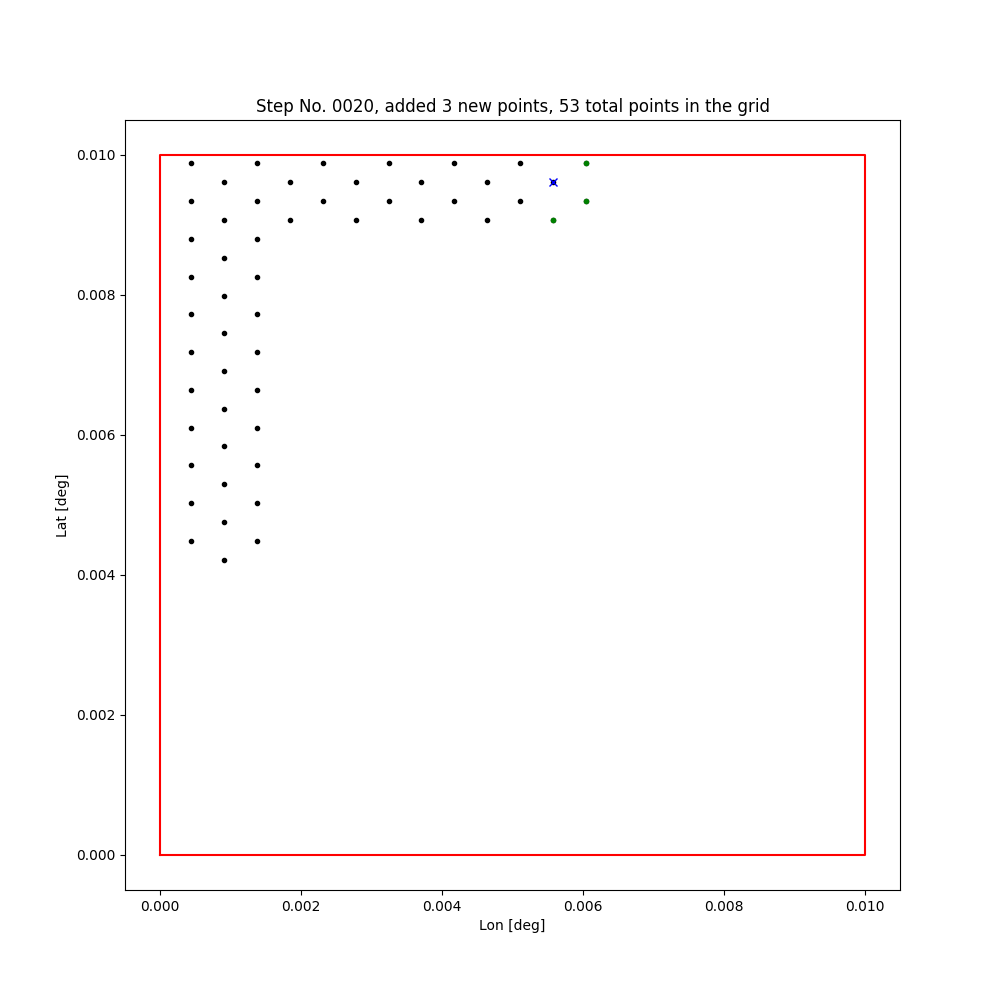 Step No. 0020, added 3 new points, 53 total points in the grid
0.010
0.008
0.006
0.004
0.002
0.000
Lat [deg]
0.000 0.002 0.004 0.006 0.008 0.010
Lon [deg]